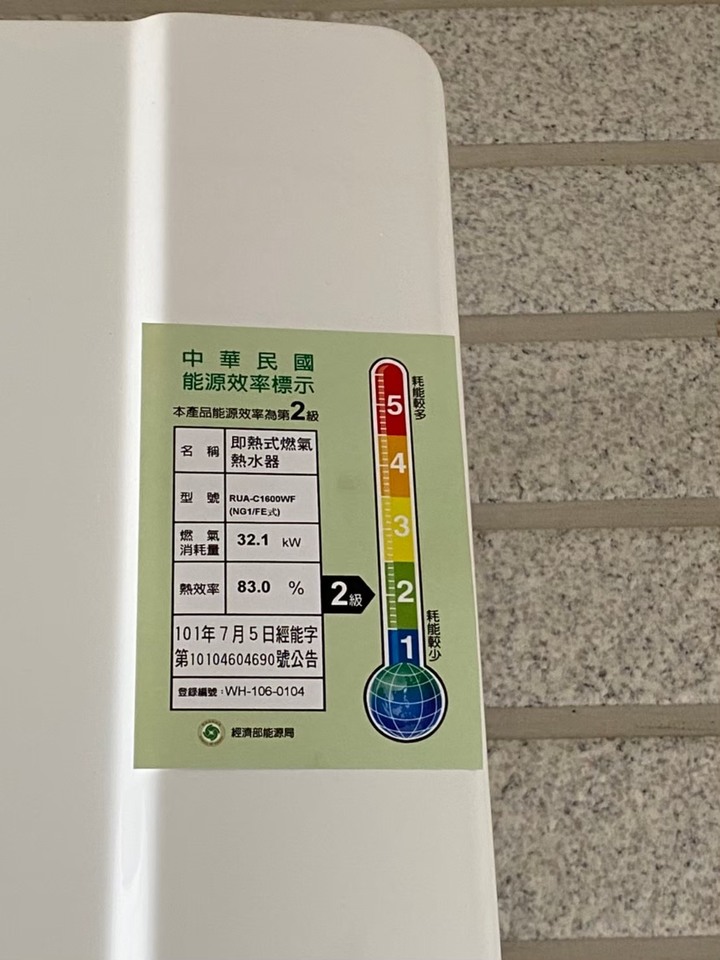 中華民國
能源效率標示
本產品能源效率為第2級
名稱 即熱式燃氣
熱水器
型號 RUA-C1600WF
(NG1/FE式)
燃氣
消耗量 32.1 kW
熱效率 83.0 %
101年7月5日經能字
第10104604690號公告
登錄編號：WH-106-0104
經濟部能源局
耗能較多
5
4
3
2
2級
1
耗能較少